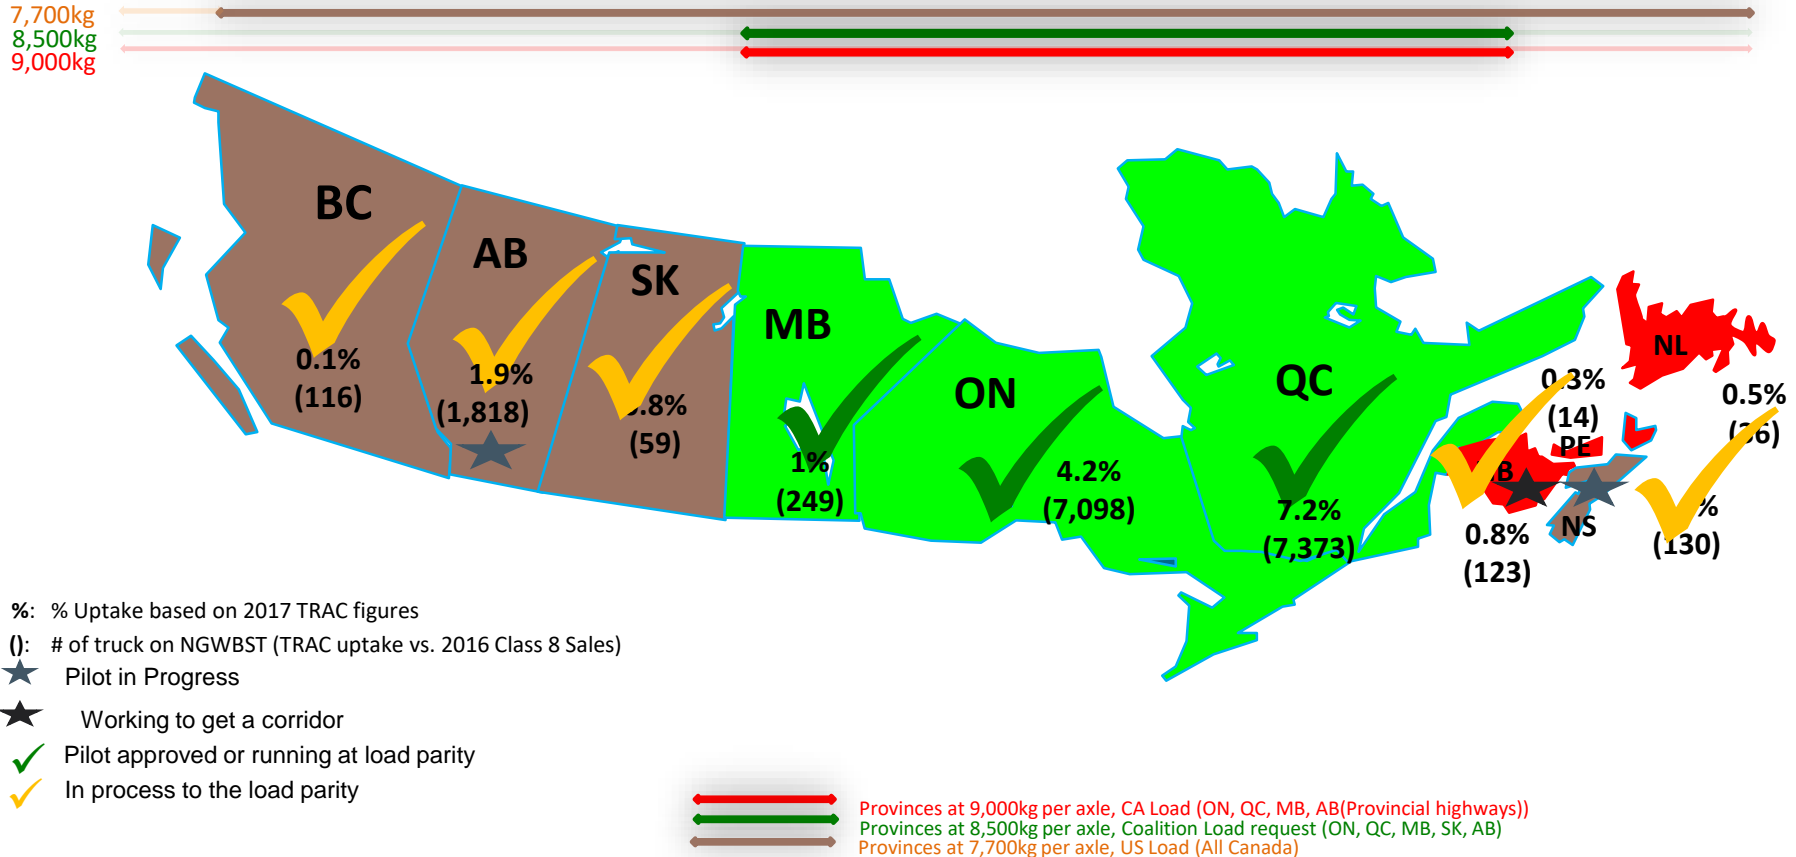 7,700kg
8,500kg
9,000kg
BC
AB
SK
MB
ON
QC
NL
PE
NS
0.1%
(116)
1.9%
(1,818)
.8%
(59)
1%
(249)
4.2%
(7,098)
7.2%
(7,373)
0.3%
(14)
0.5%
0.8%
(123)
%
(130)
%: % Uptake based on 2017 TRAC figures
(): # of truck on NGWBST (TRAC uptake vs. 2016 Class 8 Sales)
Pilot in Progress
Working to get a corridor
Pilot approved or running at load parity
In process to the load parity
Provinces at 9,000kg per axle, CA Load (ON, QC, MB, AB(Provincial highways))
Provinces at 8,500kg per axle, Coalition Load request (ON, QC, MB, SK, AB)
Provinces at 7,700kg per axle, US Load (All Canada)